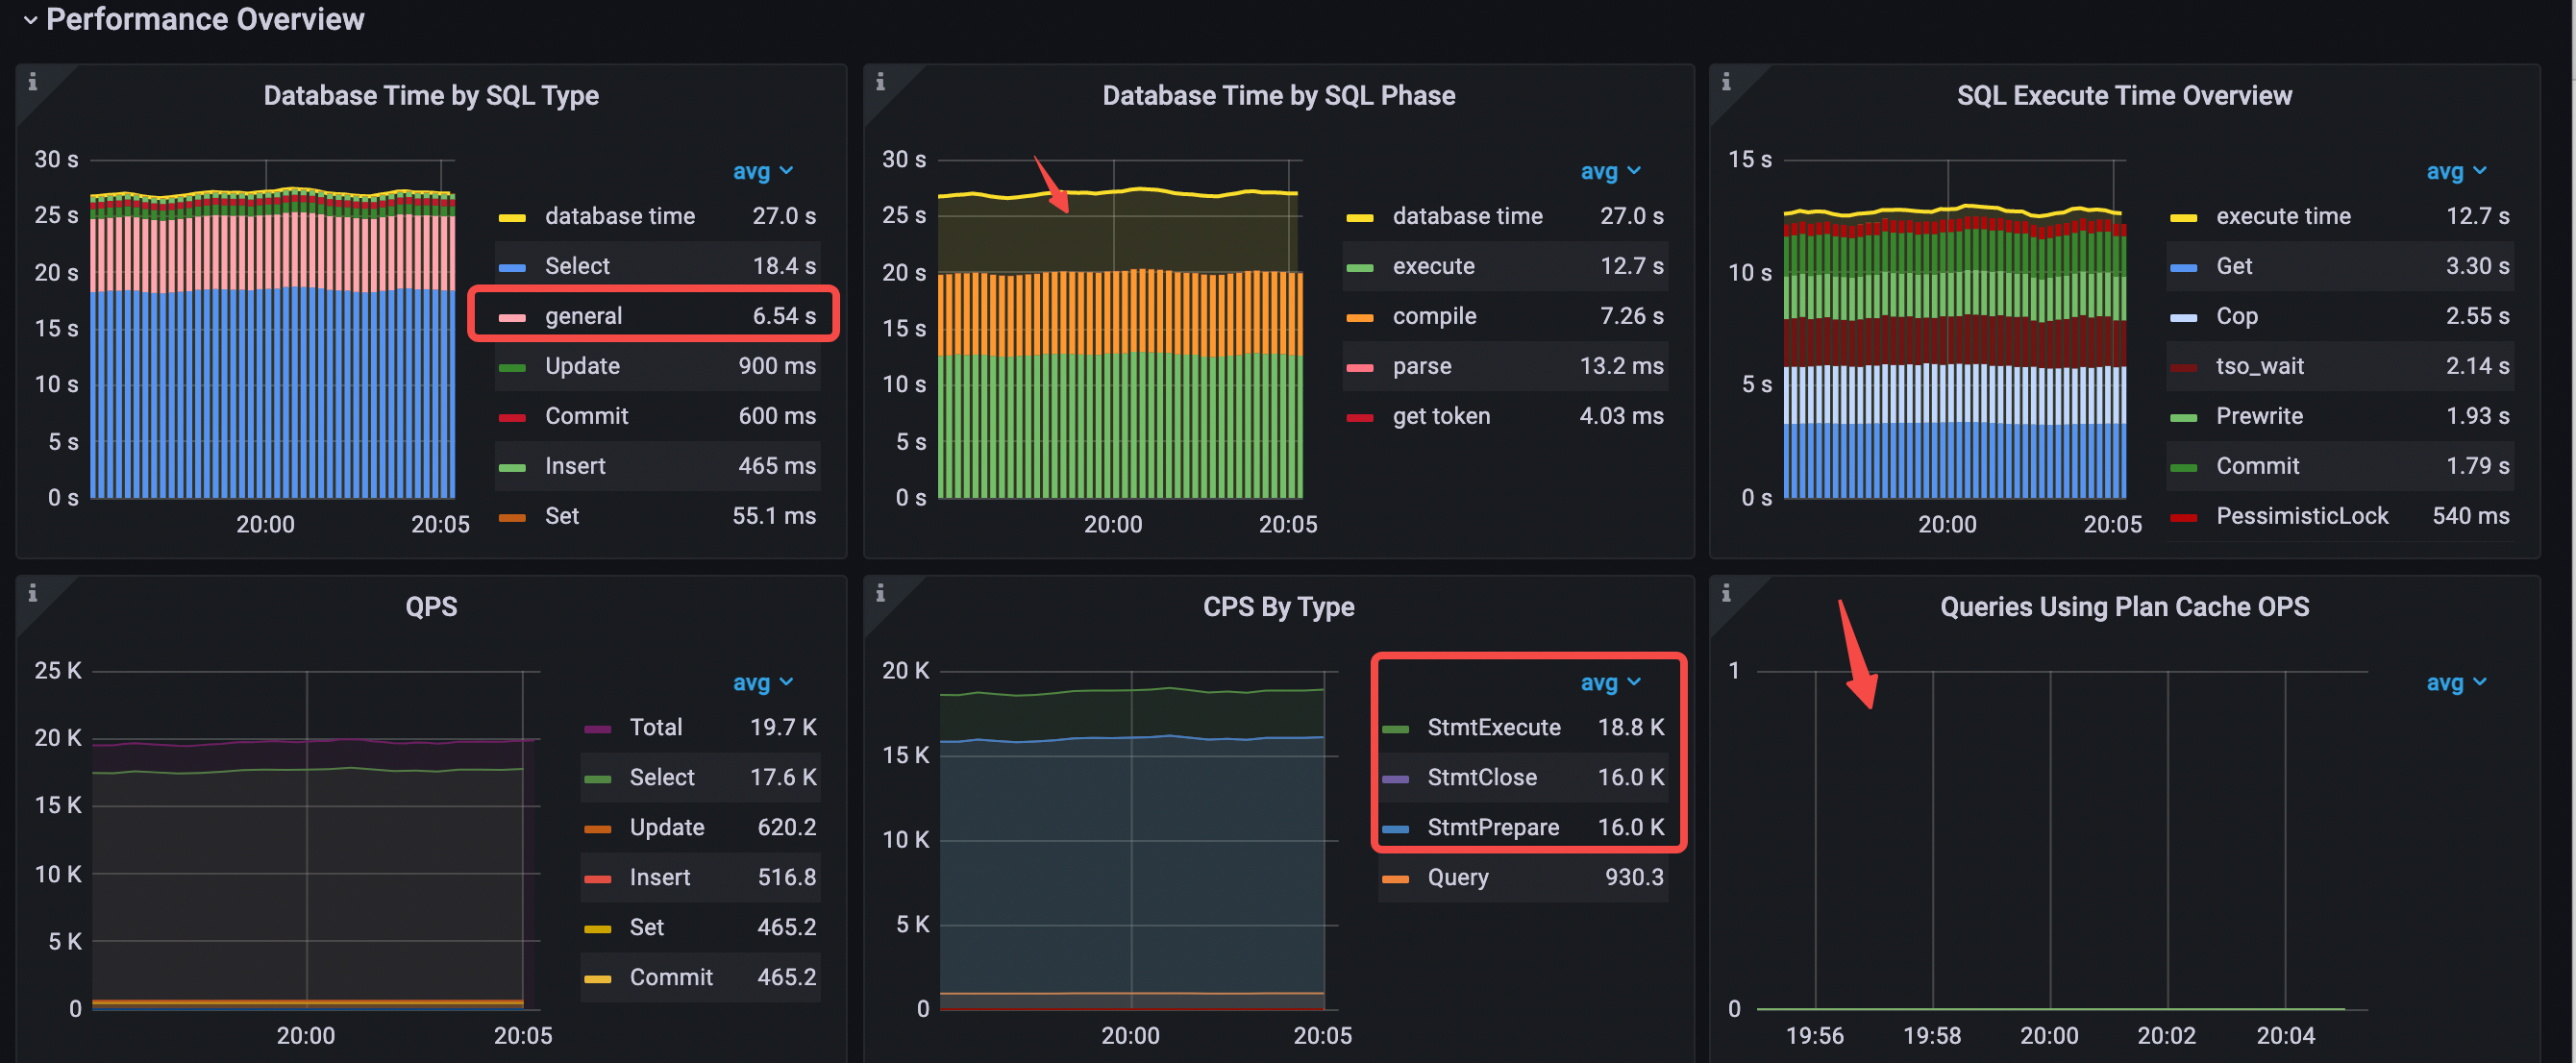 Performance Overview
Database Time by SQL Type
30 s
25 s
20 s
15 s
10 s
5 s
0 s
20:00
20:05
avg
database time 27.0 s
Select 18.4 s
general 6.54 s
Update 900 ms
Commit 600 ms
Insert 465 ms
Set 55.1 ms
Database Time by SQL Phase
30 s
25 s
20 s
15 s
10 s
5 s
0 s
20:00
20:05
avg
database time 27.0 s
execute 12.7 s
compile 7.26 s
parse 13.2 ms
get token 4.03 ms
SQL Execute Time Overview
15 s
10 s
5 s
0 s
20:00
20:05
avg
execute time 12.7 s
Get 3.30 s
Cop 2.55 s
tso_wait 2.14 s
Prewrite 1.93 s
Commit 1.79 s
PessimisticLock 540 ms
QPS
25 K
20 K
15 K
10 K
5 K
0
20:00
20:05
avg
Total 19.7 K
Select 17.6 K
Update 620.2
Insert 516.8
Set 465.2
Commit 465.2
CPS By Type
20 K
15 K
10 K
5 K
0
20:00
20:05
avg
StmtExecute 18.8 K
StmtClose 16.0 K
StmtPrepare 16.0 K
Query 930.3
Queries Using Plan Cache OPS
1
0
19:56
19:58
20:00
20:02
20:04
avg